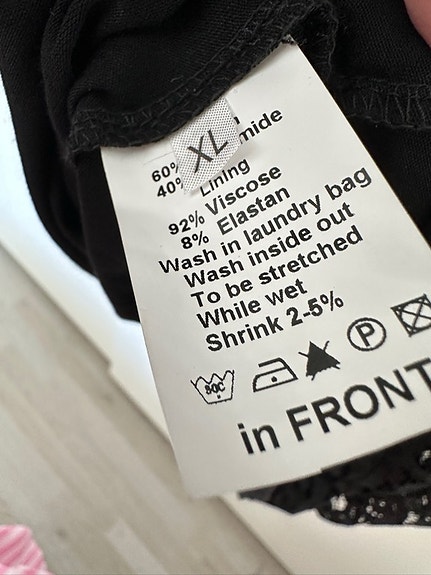 XL
60%
mide
40%
Lining
92% Viscose
8% Elastan
Wash in laundry bag
Wash inside out
To be stretched
While wet
Shrink 2-5%
P
in FRONT